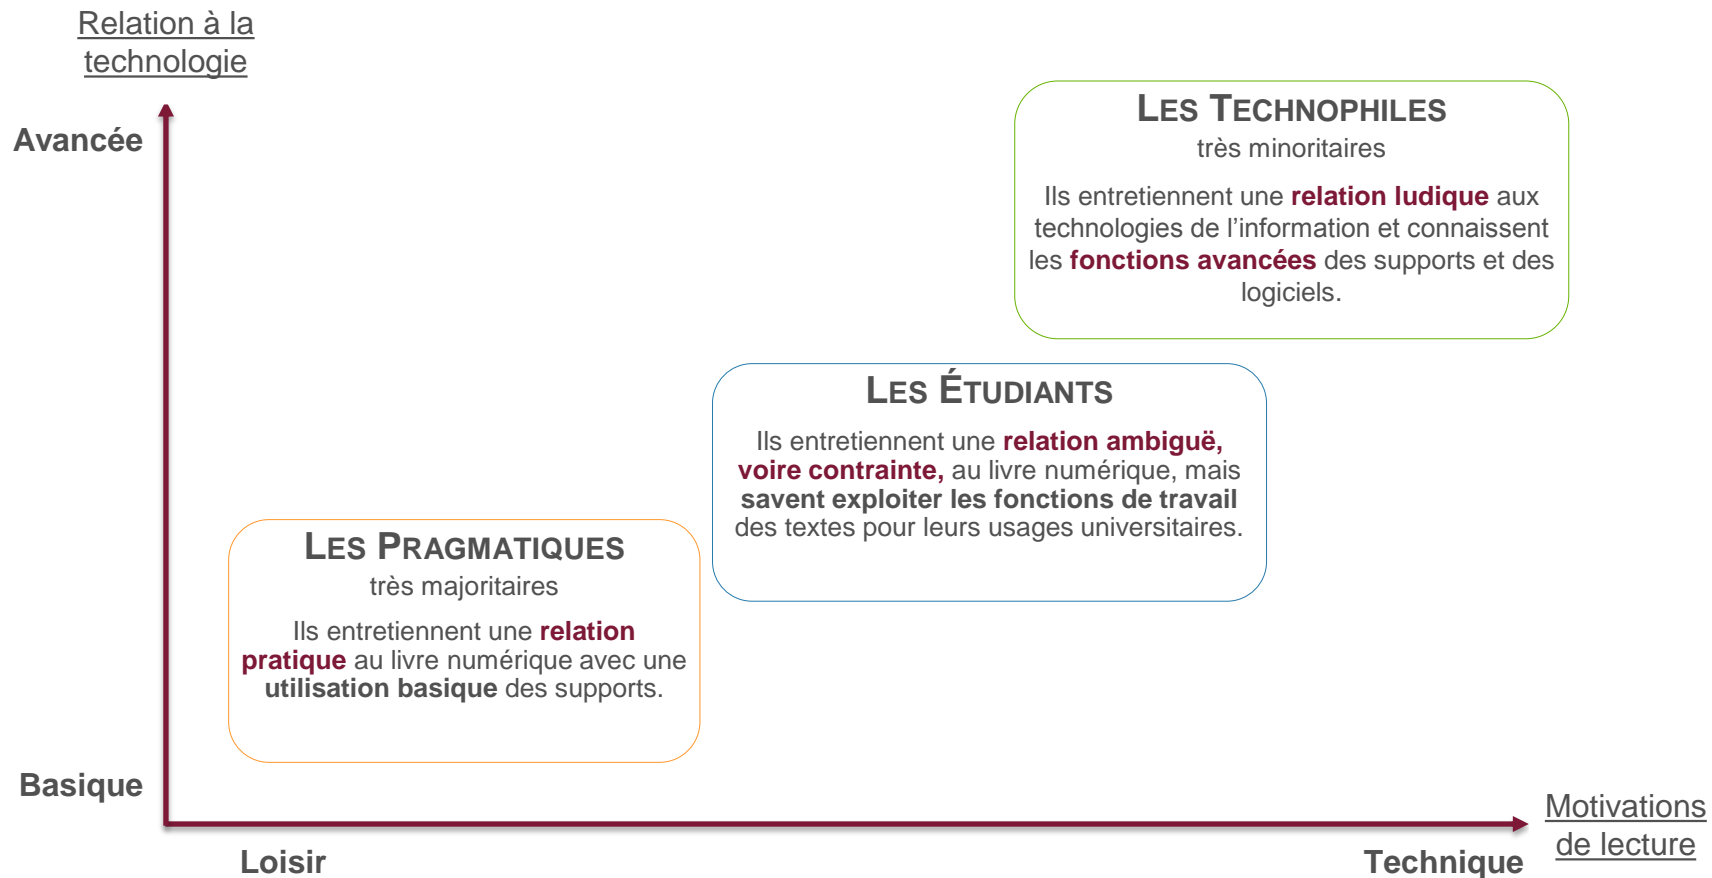 Relation à la
technologie
Avancée
LES TECHNOPHILES
très minoritaires
Ils entretiennent une relation ludique aux
technologies de l’information et connaissent
les fonctions avancées des supports et des
logiciels.
LES ÉTUDIANTS
Ils entretiennent une relation ambiguë,
voire contrainte, au livre numérique, mais
savent exploiter les fonctions de travail
des textes pour leurs usages universitaires.
LES PRAGMATIQUES
très majoritaires
Ils entretiennent une relation
pratique au livre numérique avec une
utilisation basique des supports.
Basique
Loisir
Technique
Motivations
de lecture